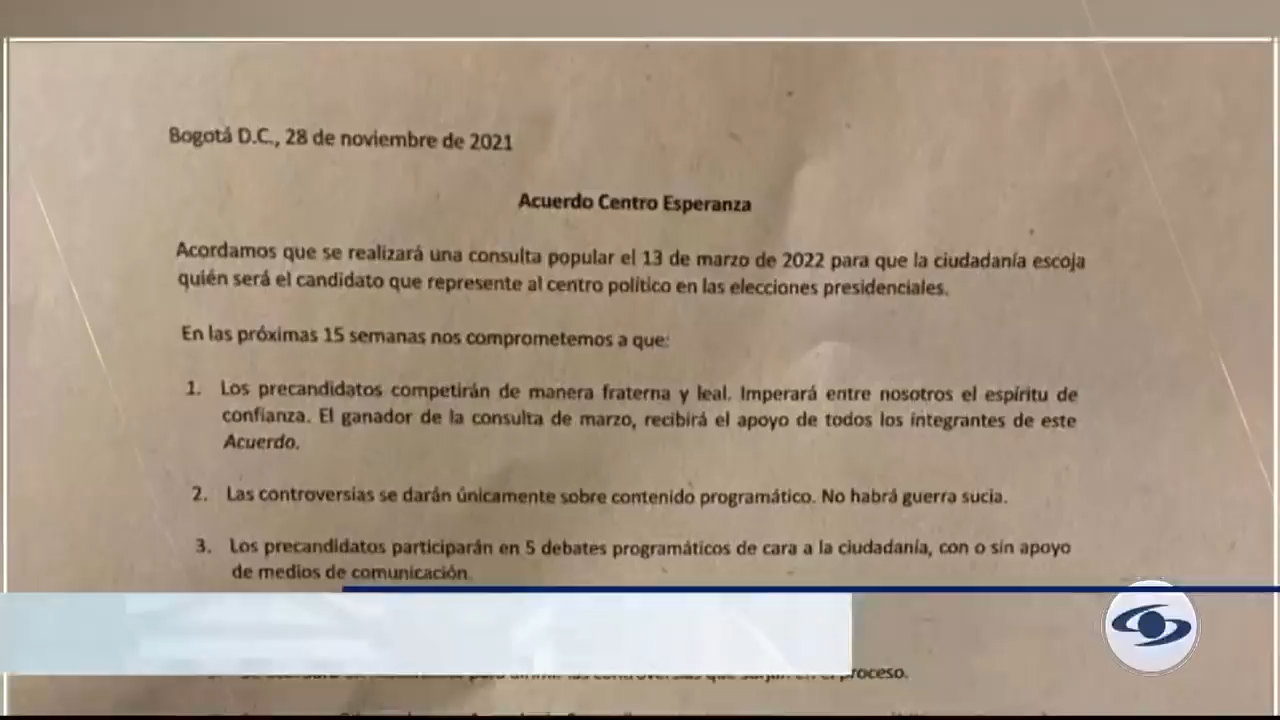 Bogotá D.C., 28 de noviembre de 2021
Acuerdo Centro Esperanza
Acordamos que se realizará una consulta popular el 13 de marzo de 2022 para que la ciudadanía escoja
quién será el candidato que represente al centro político en las elecciones presidenciales.
En las próximas 15 semanas nos comprometemos a que:
1. Los precandidatos competirán de manera fraterna y leal. Imperará entre nosotros el espíritu de
confianza. El ganador de la consulta de marzo, recibirá el apoyo de todos los integrantes de este
Acuerdo.
2. Las controversias se darán únicamente sobre contenido programático. No habrá guerra sucia.
3. Los precandidatos participarán en 5 debates programáticos de cara a la ciudadanía, con o sin apoyo
de medios de comunicación.
proceso.